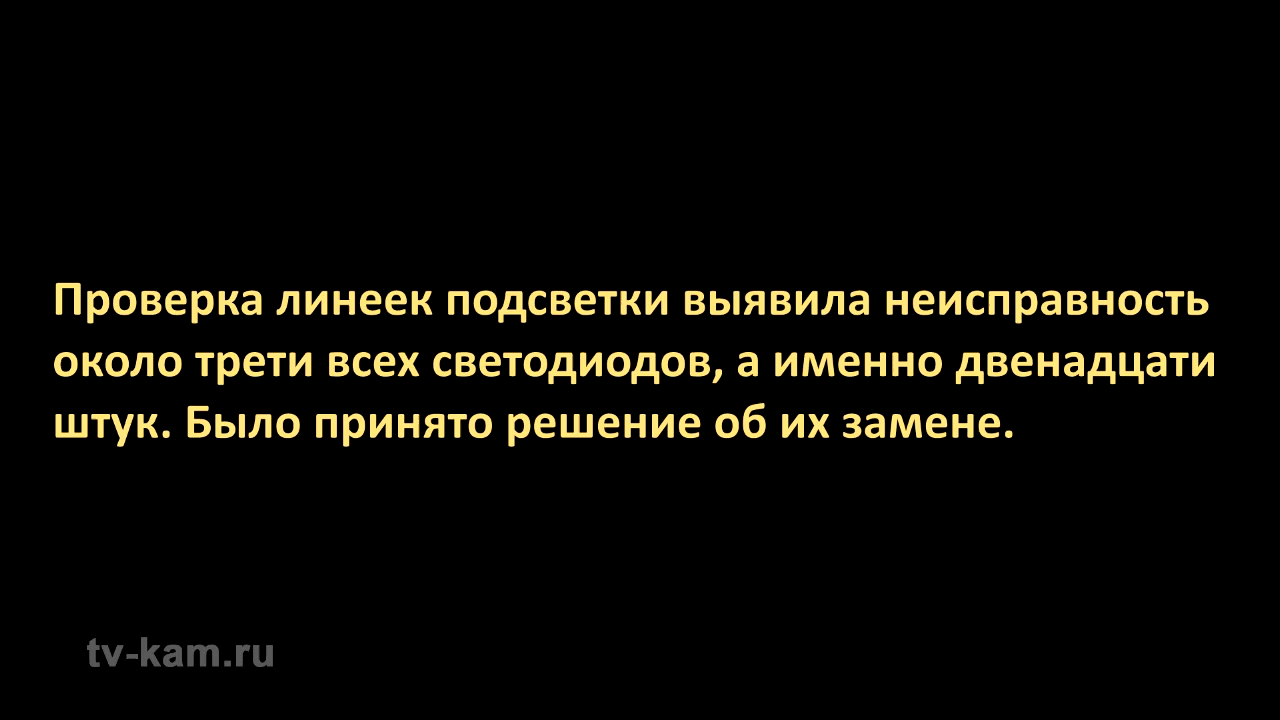 Проверка линеек подсветки выявила неисправность
около трети всех светодиодов, а именно двенадцати
штук. Было принято решение об их замене.
tv-kam.ru